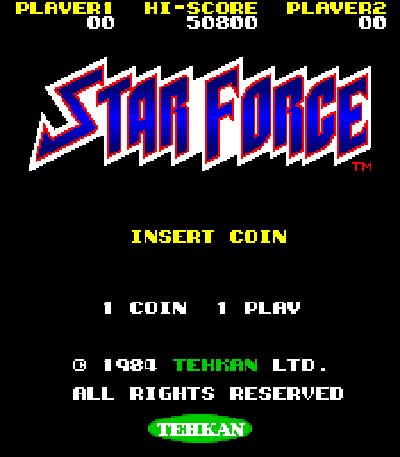 PLAYER1 HI-SCORE PLAYER2
00 50800 00
STAR FORCE
TM
INSERT COIN
1 COIN 1 PLAY
© 1984 TEHKAN LTD.
ALL RIGHTS RESERVED
TEHKAN